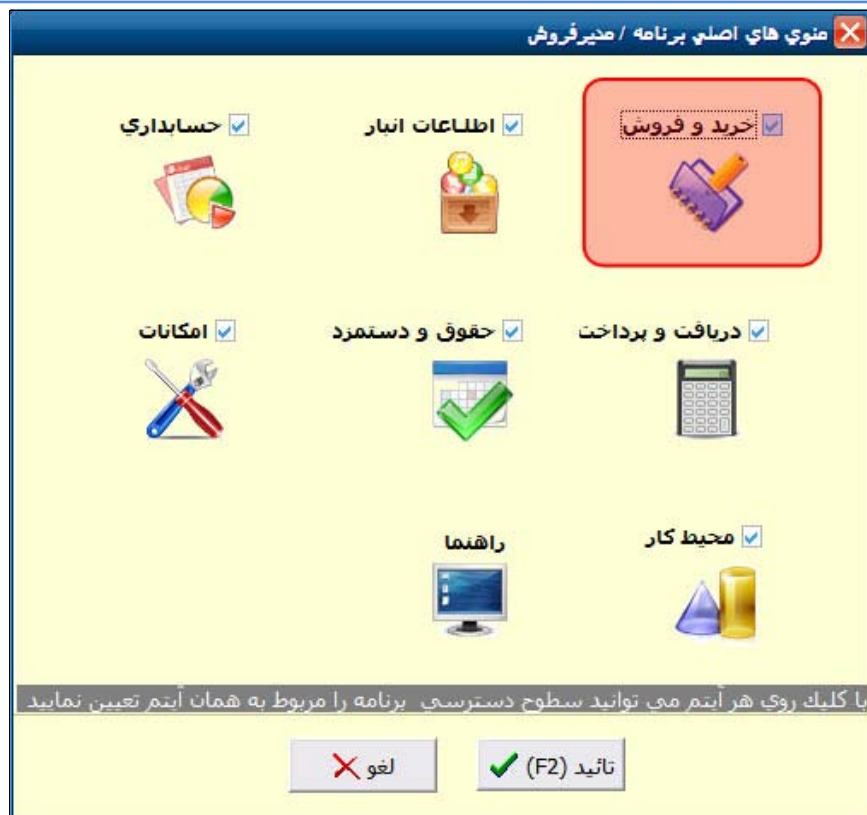 منوي هاي اصلي برنامه / مديرفروش
خريد و فروش
اطلاعات انبار
حسابداري
دريافت و پرداخت
حقوق و دستمزد
امكانات
محيط كار
راهنما
با كليك روي هر آيتم مي توانيد سطوح دسترسي برنامه را مربوط به همان آيتم تعيين نماييد
تائيد (F2)
لغو